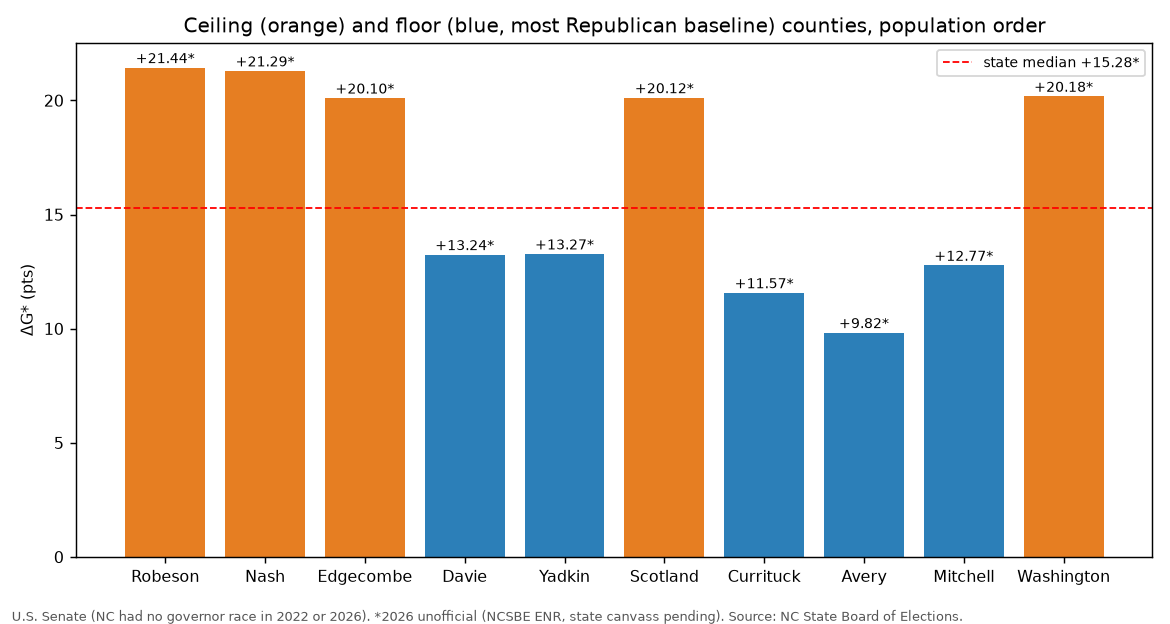 Ceiling (orange) and floor (blue, most Republican baseline) counties, population order
state median +15.28*
+21.44*
+21.29*
+20.10*
+13.24*
+13.27*
+20.12*
+11.57*
+9.82*
+12.77*
+20.18*
ΔG* (pts)
20
15
10
5
0
Robeson
Nash
Edgecombe
Davie
Yadkin
Scotland
Currituck
Avery
Mitchell
Washington
U.S. Senate (NC had no governor race in 2022 or 2026). *2026 unofficial (NCSBE ENR, state canvass pending). Source: NC State Board of Elections.